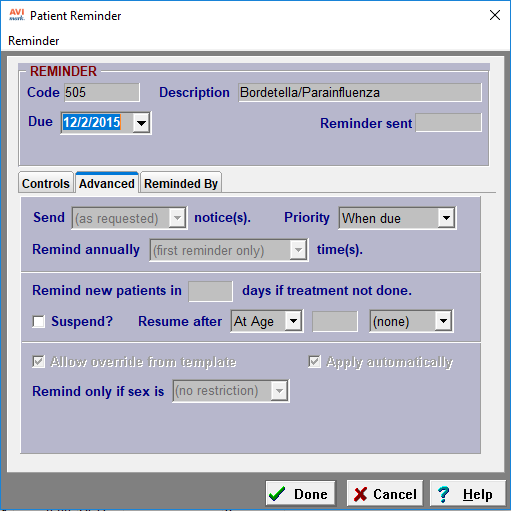 AVI mark. Patient Reminder
Reminder
REMINDER
Code 505 Description Bordetella/Parainfluenza
Due 12/2/2015 Reminder sent
Controls Advanced Reminded By
Send (as requested) notice(s). Priority When due
Remind annually (first reminder only) time(s).
Remind new patients in days if treatment not done.
Suspend? Resume after At Age (none)
Allow override from template Apply automatically
Remind only if sex is (no restriction)
Done Cancel ? Help